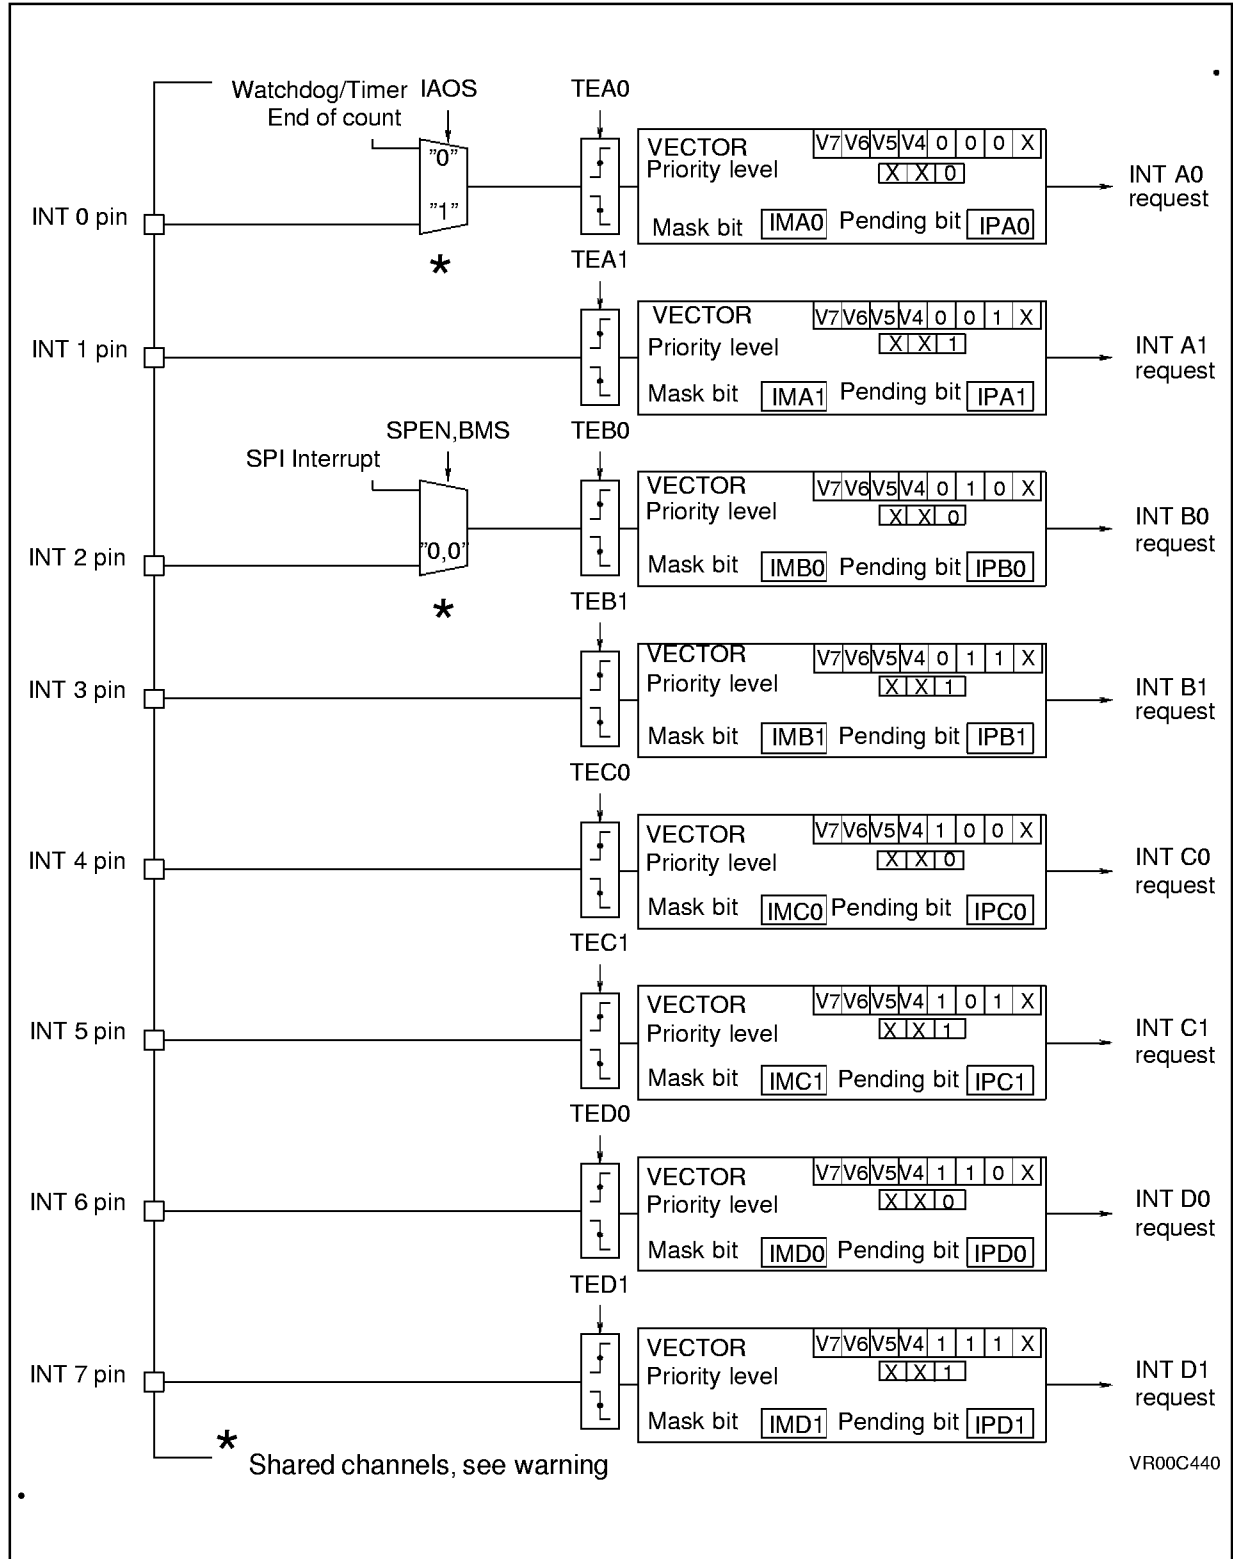 Watchdog/Timer IAOS TEA0
End of count
"0"
"1"
VECTOR V7 V6 V5 V4 0 0 0 X
Priority level X X 0
Mask bit IMA0 Pending bit IPA0
INT A0
request
INT 0 pin
*
TEA1
VECTOR V7 V6 V5 V4 0 0 1 X
Priority level X X 1
Mask bit IMA1 Pending bit IPA1
INT A1
request
INT 1 pin
SPEN,BMS TEB0
SPI Interrupt
"0,0"
VECTOR V7 V6 V5 V4 0 1 0 X
Priority level X X 0
Mask bit IMB0 Pending bit IPB0
INT B0
request
INT 2 pin
*
TEB1
VECTOR V7 V6 V5 V4 0 1 1 X
Priority level X X 1
Mask bit IMB1 Pending bit IPB1
INT B1
request
INT 3 pin
TEC0
VECTOR V7 V6 V5 V4 1 0 0 X
Priority level X X 0
Mask bit IMC0 Pending bit IPC0
INT C0
request
INT 4 pin
TEC1
VECTOR V7 V6 V5 V4 1 0 1 X
Priority level X X 1
Mask bit IMC1 Pending bit IPC1
INT C1
request
INT 5 pin
TED0
VECTOR V7 V6 V5 V4 1 1 0 X
Priority level X X 0
Mask bit IMD0 Pending bit IPD0
INT D0
request
INT 6 pin
TED1
VECTOR V7 V6 V5 V4 1 1 1 X
Priority level X X 1
Mask bit IMD1 Pending bit IPD1
INT D1
request
INT 7 pin
* Shared channels, see warning
VR00C440